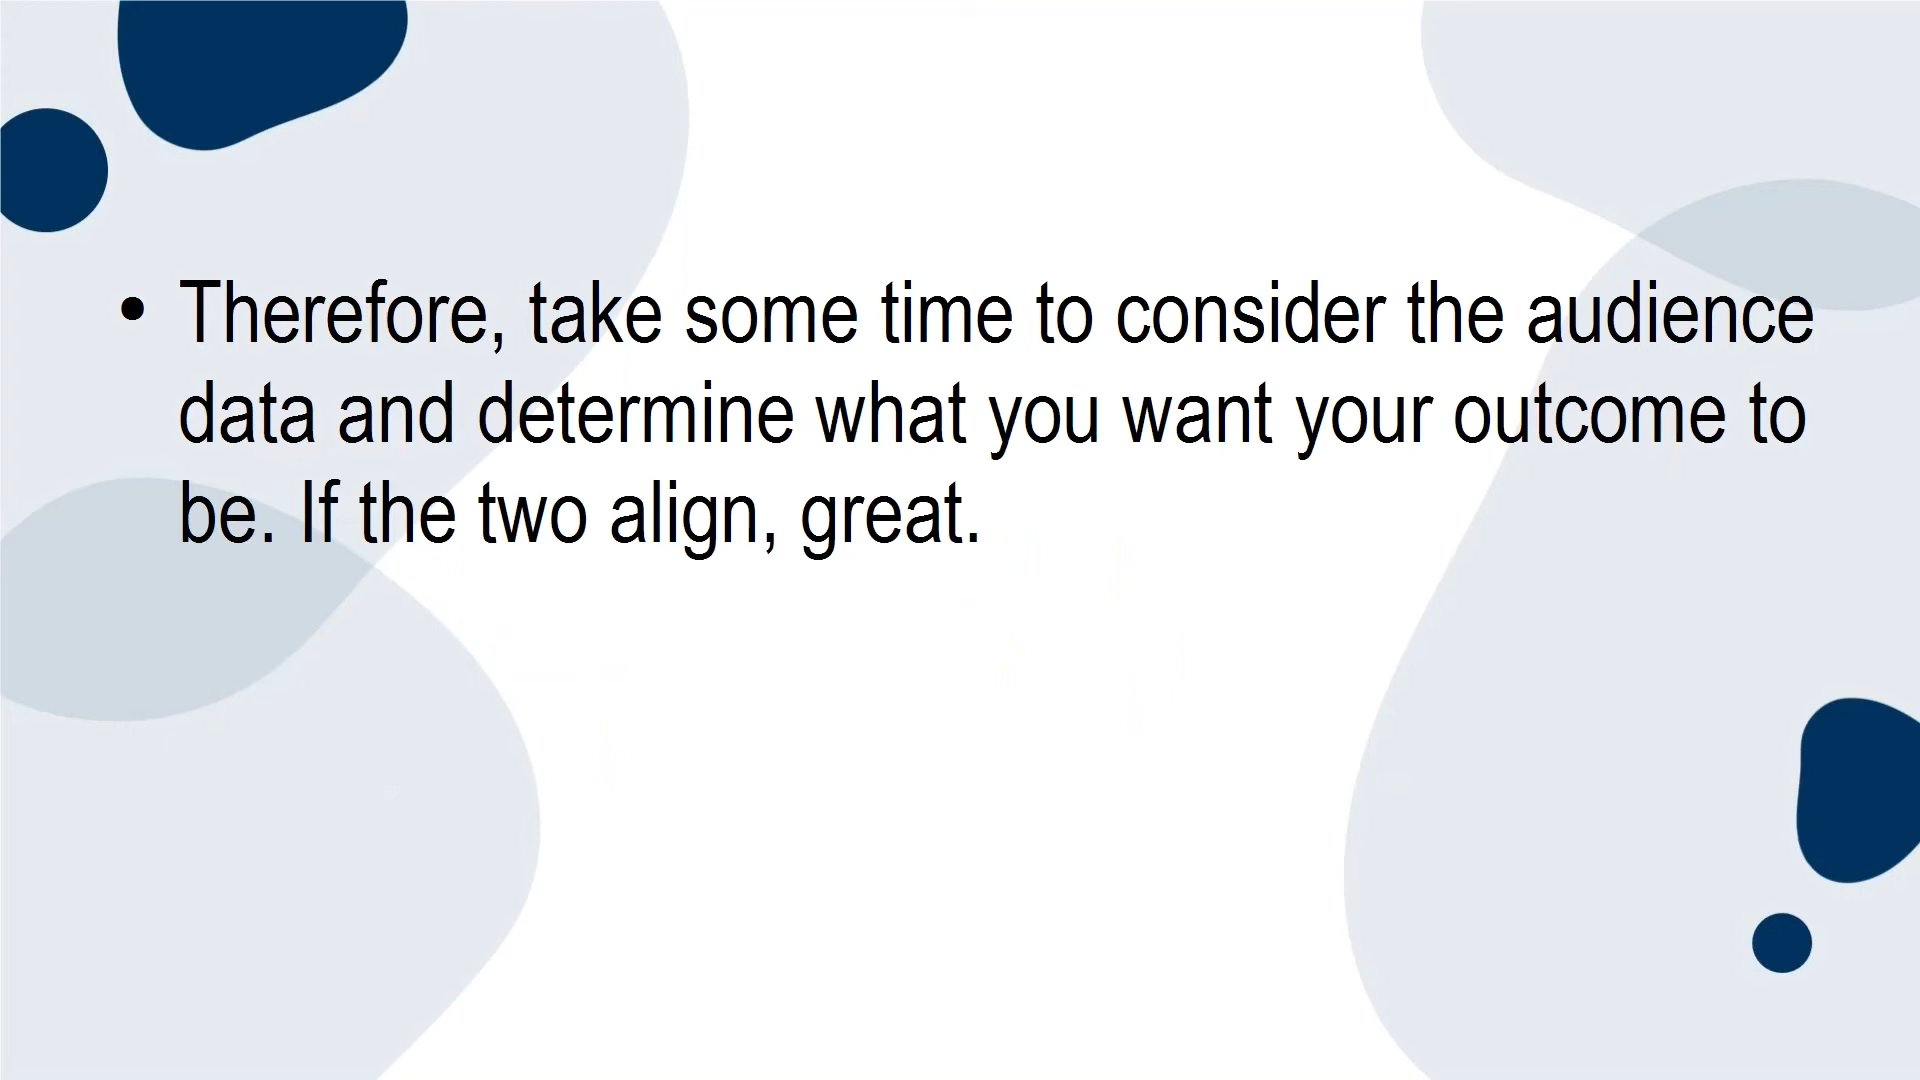 • Therefore, take some time to consider the audience
data and determine what you want your outcome to
be. If the two align, great.